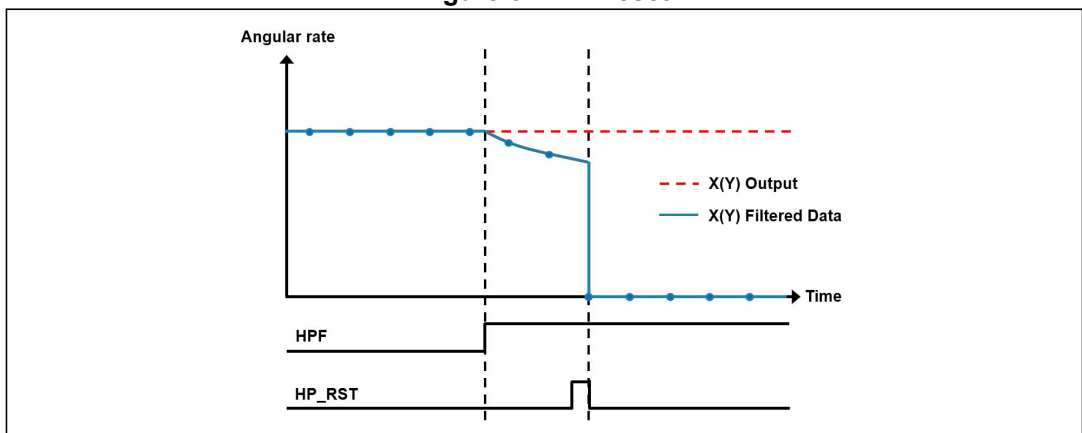 Angular rate
X(Y) Output
X(Y) Filtered Data
Time
HPF
HP_RST